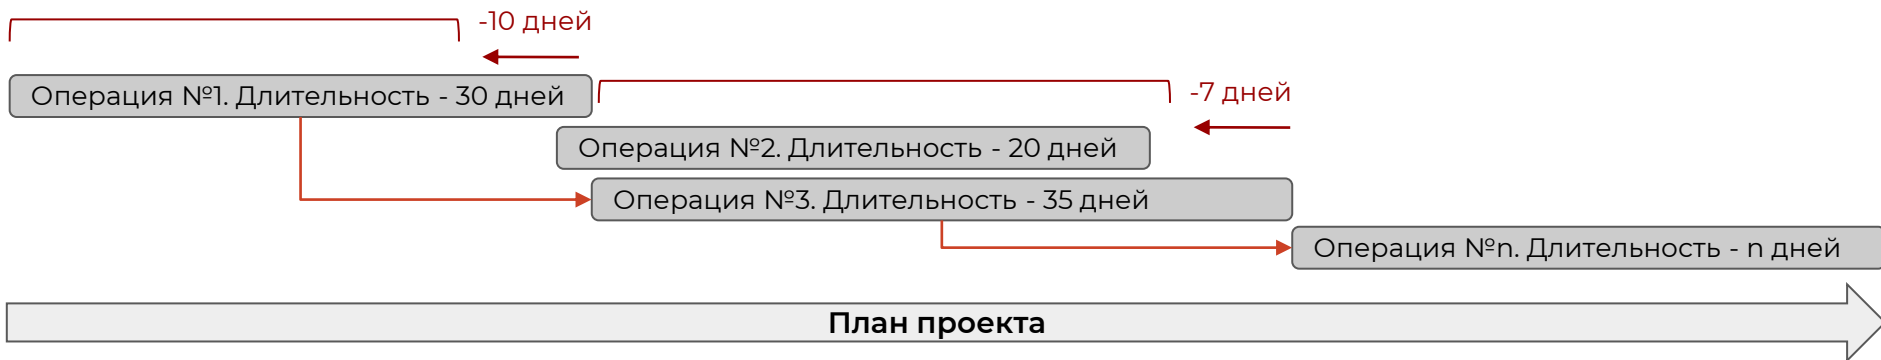 -10 дней
Операция №1. Длительность - 30 дней
-7 дней
Операция №2. Длительность - 20 дней
Операция №3. Длительность - 35 дней
Операция №n. Длительность - n дней
План проекта